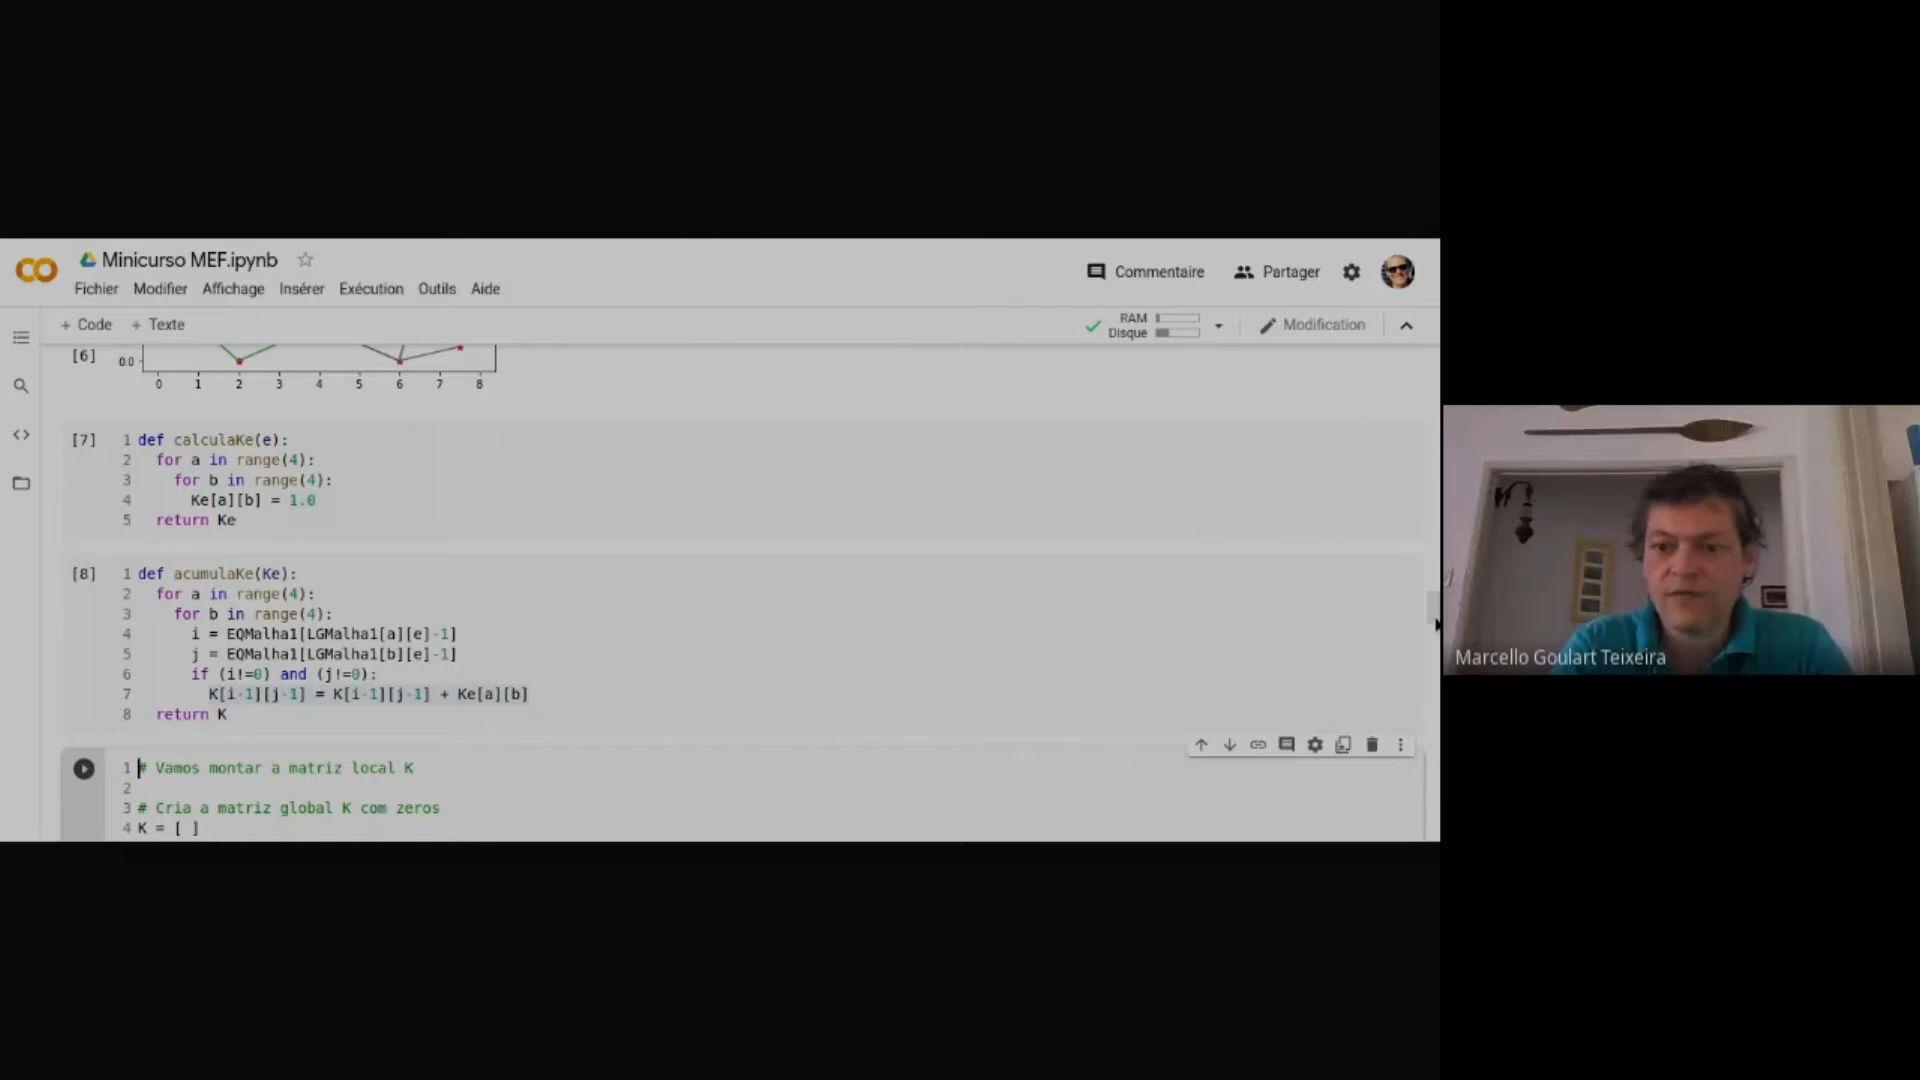 Minicurso MEF.ipynb
Fichier Modifier Affichage Insérer Exécution Outils Aide
Commentaire Partager
+ Code + Texte
RAM
Disque
Modification
[6]
0.0
0 1 2 3 4 5 6 7 8
[7]
1 def calculaKe(e):
2 for a in range(4):
3 for b in range(4):
4 Ke[a][b] = 1.0
5 return Ke
[8]
1 def acumulaKe(Ke):
2 for a in range(4):
3 for b in range(4):
4 i = EQMalha1[LGMalha1[a][e]-1]
5 j = EQMalha1[LGMalha1[b][e]-1]
6 if (i!=0) and (j!=0):
7 K[i-1][j-1] = K[i-1][j-1] + Ke[a][b]
8 return K
1 # Vamos montar a matriz local K
2
3 # Cria a matriz global K com zeros
4 K = [ ]
Marcello Goulart Teixeira